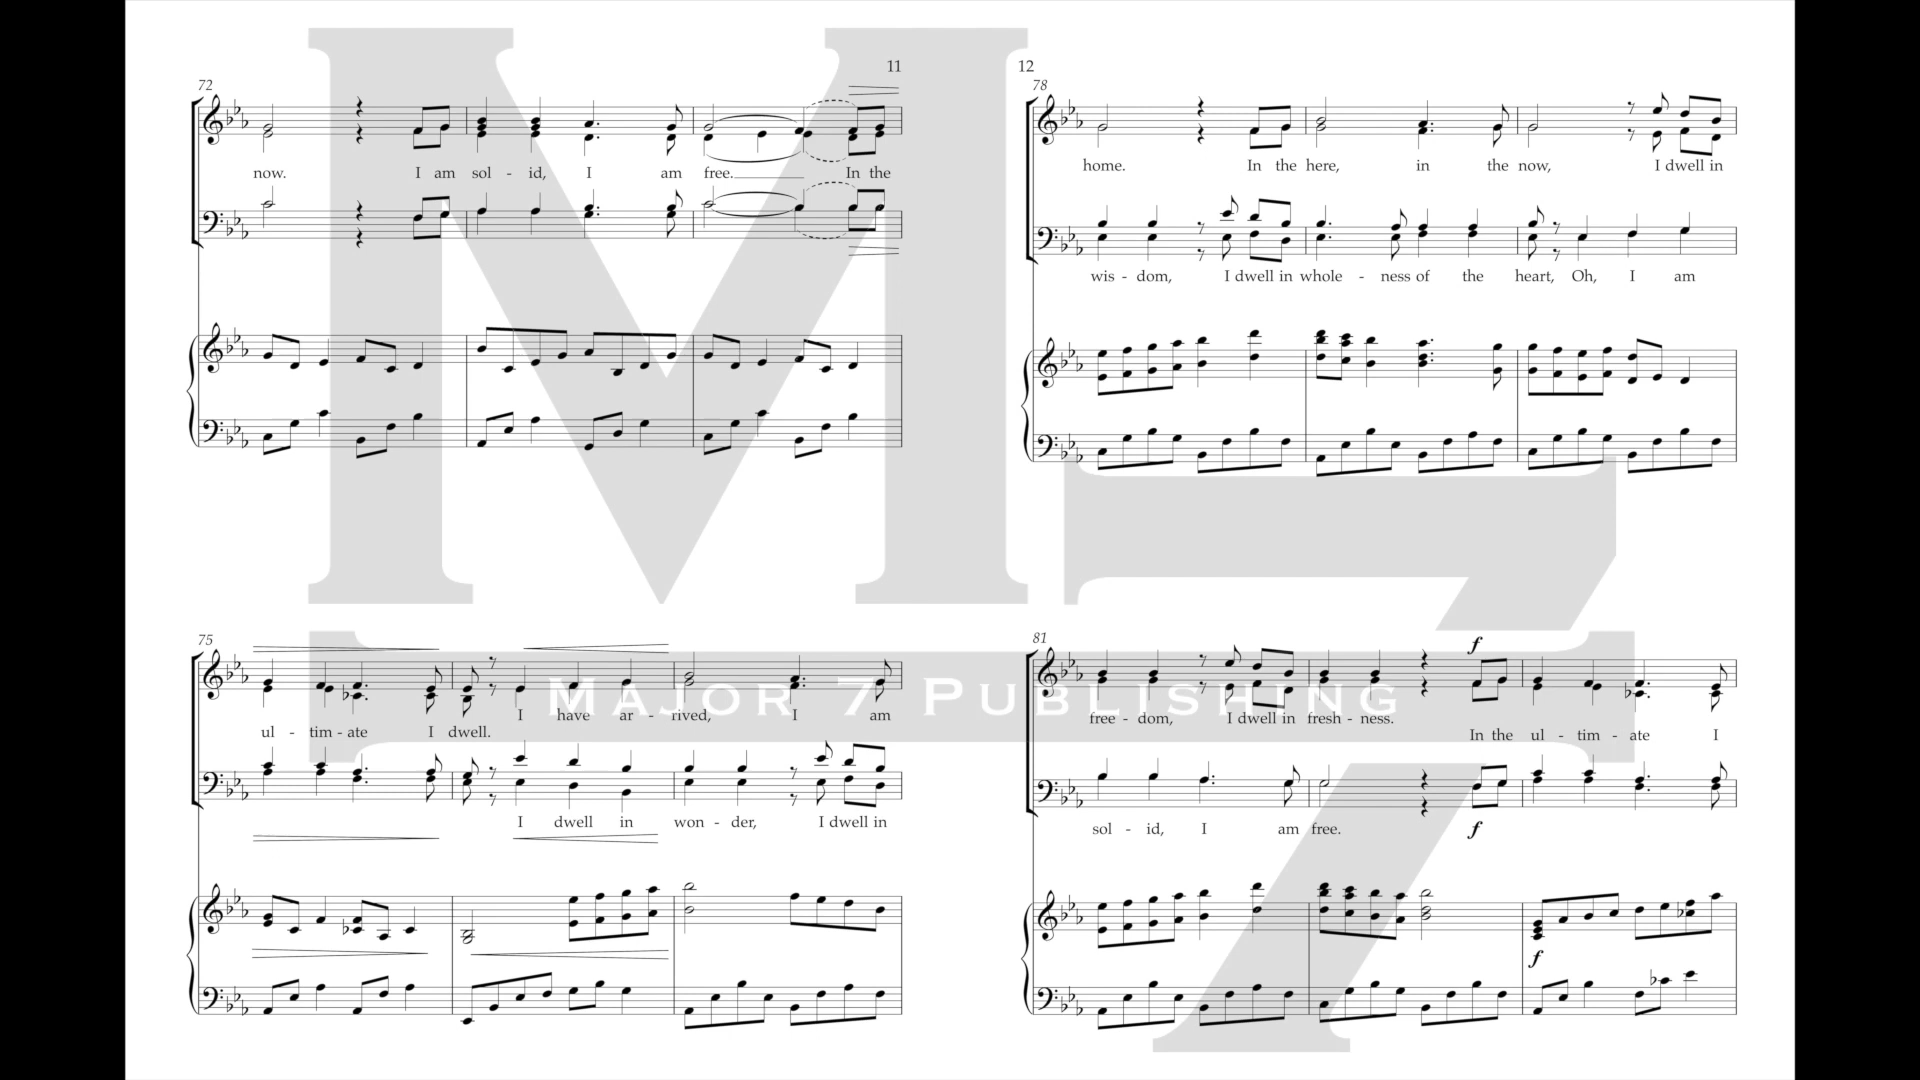 11
72
now. I am sol - id, I am free. In the
75
I have ar - rived, I am
ul - tim - ate I dwell.
I dwell in won - der, I dwell in
12
78
home. In the here, in the now, I dwell in
wis - dom, I dwell in whole - ness of the heart, Oh, I am
81
f
free - dom, I dwell in fresh - ness.
In the ul - tim - ate I
sol - id, I am free.
f
f
MAJOR 7 PUBLISHING
M7